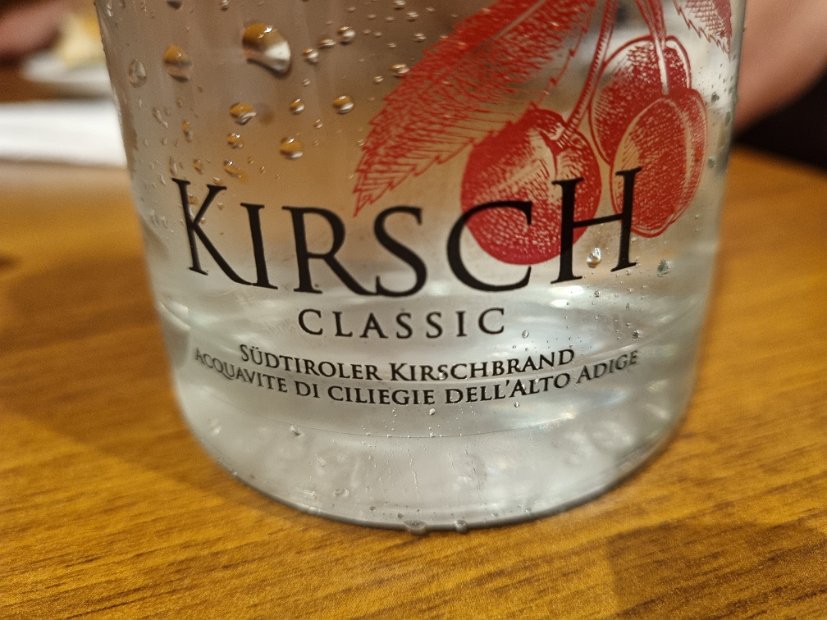 KIRSCH
CLASSIC
SÜDTIROLER KIRSCHBRAND
ACQUAVITE DI CILIEGIE DELL'ALTO ADIGE